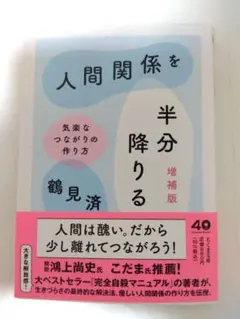 人間関係を
半分
降りる
増補版
気楽な
つながりの
作り方
鶴見済
人間は醜い。だから
少し離れてつながろう!
鴻上尚史氏 こだま氏 推薦!
大ベストセラー『完全自殺マニュアル』の著者が、
生きづらさの最終的な解決法、優しい人間関係の作り方を伝授。
大きな解放感!
40